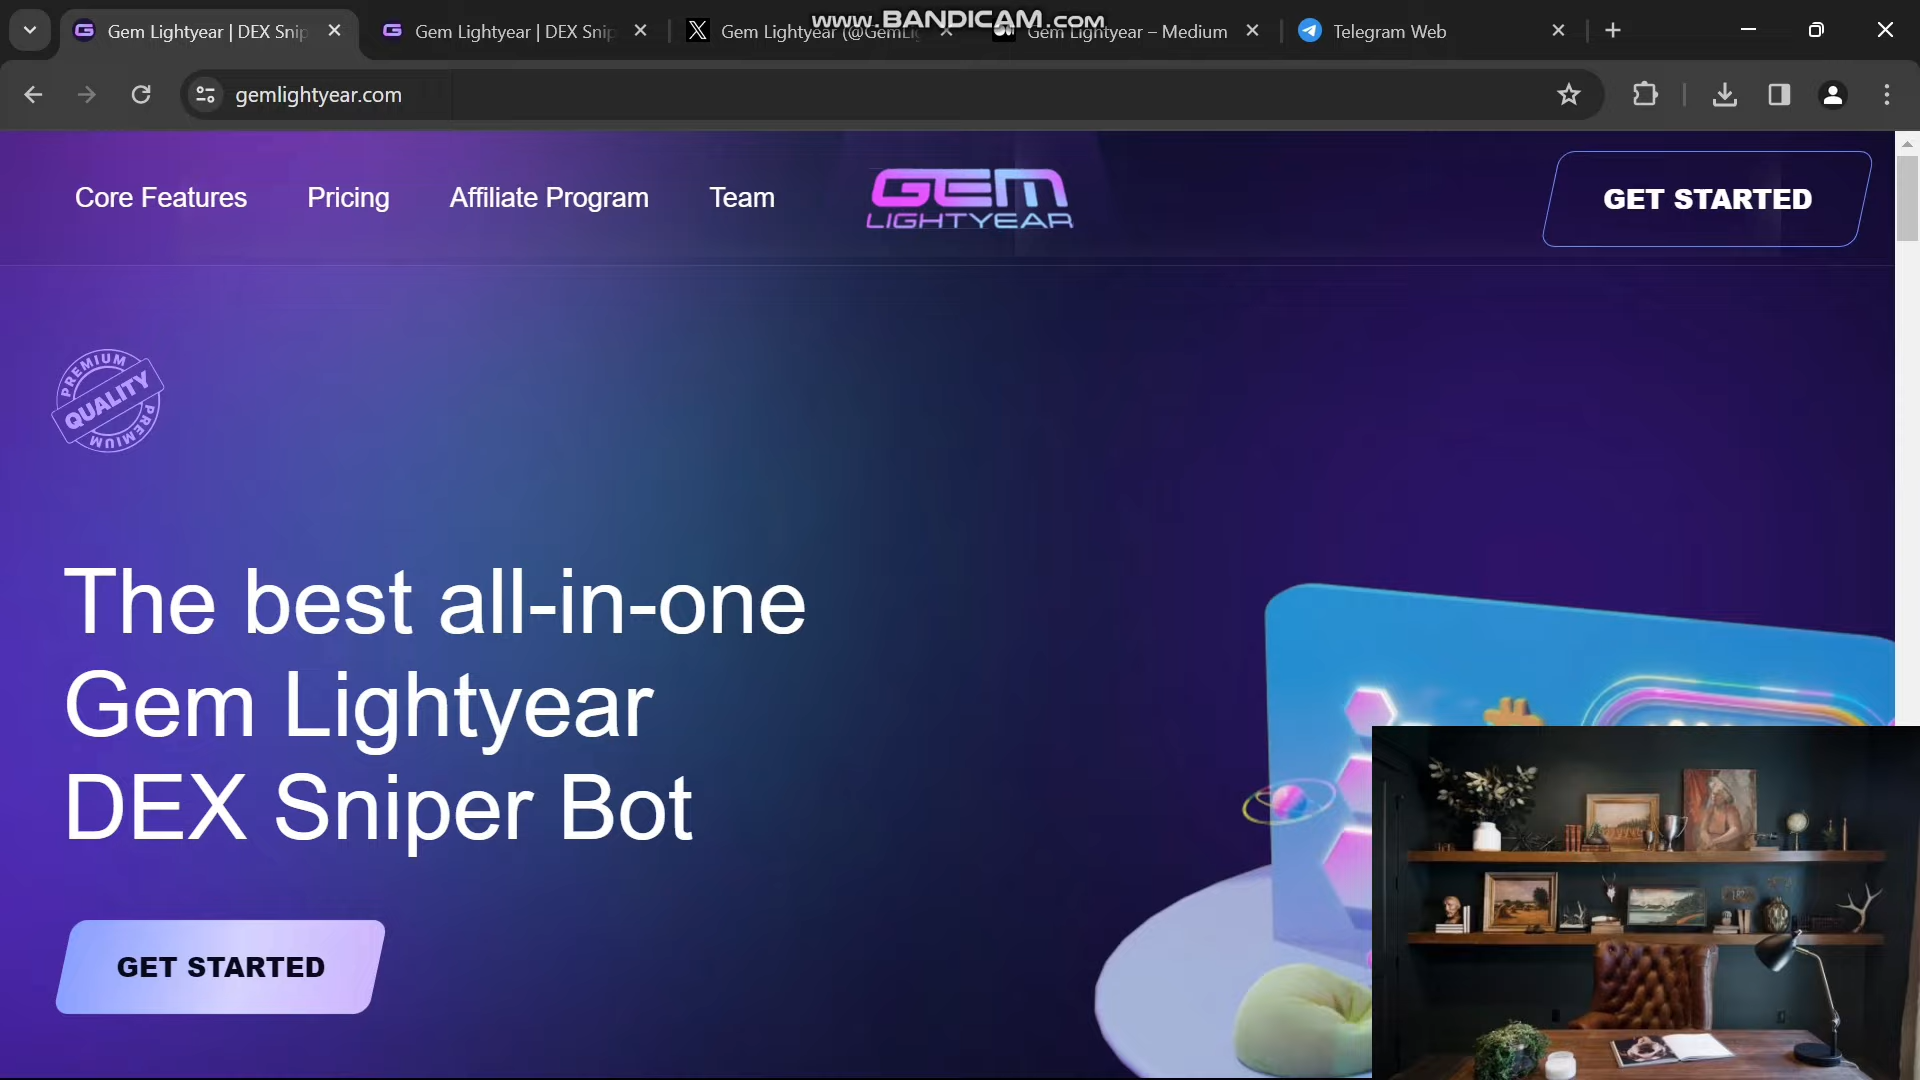 www.BANDICAM.com
Gem Lightyear | DEX Snip
Gem Lightyear | DEX Snip
Gem Lightyear (@GemLi
Gem Lightyear – Medium
Telegram Web
gemlightyear.com
Core Features
Pricing
Affiliate Program
Team
GEM
LIGHTYEAR
GET STARTED
PREMIUM
QUALITY
PREMIUM
The best all-in-one
Gem Lightyear
DEX Sniper Bot
GET STARTED